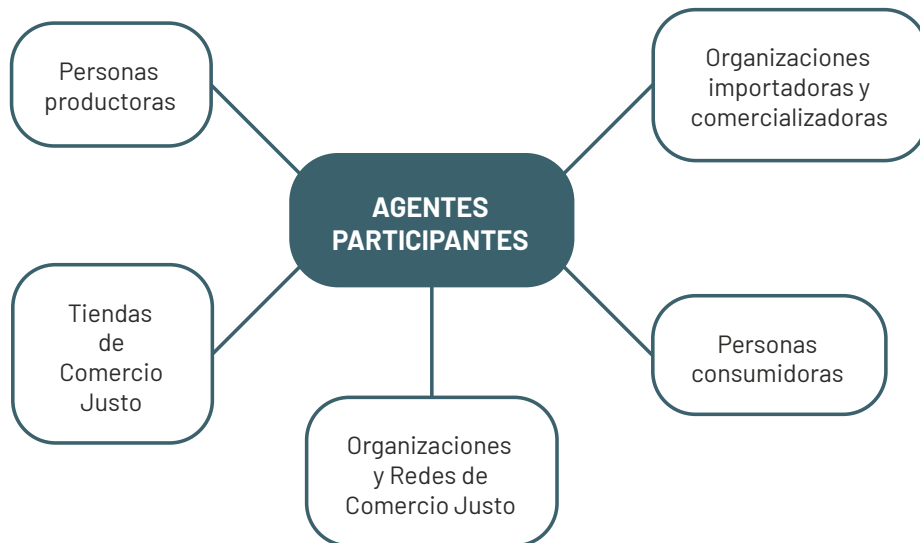 Personas
productoras
Organizaciones
importadoras y
comercializadoras
AGENTES
PARTICIPANTES
Tiendas
de
Comercio
Justo
Personas
consumidoras
Organizaciones
y Redes de
Comercio Justo